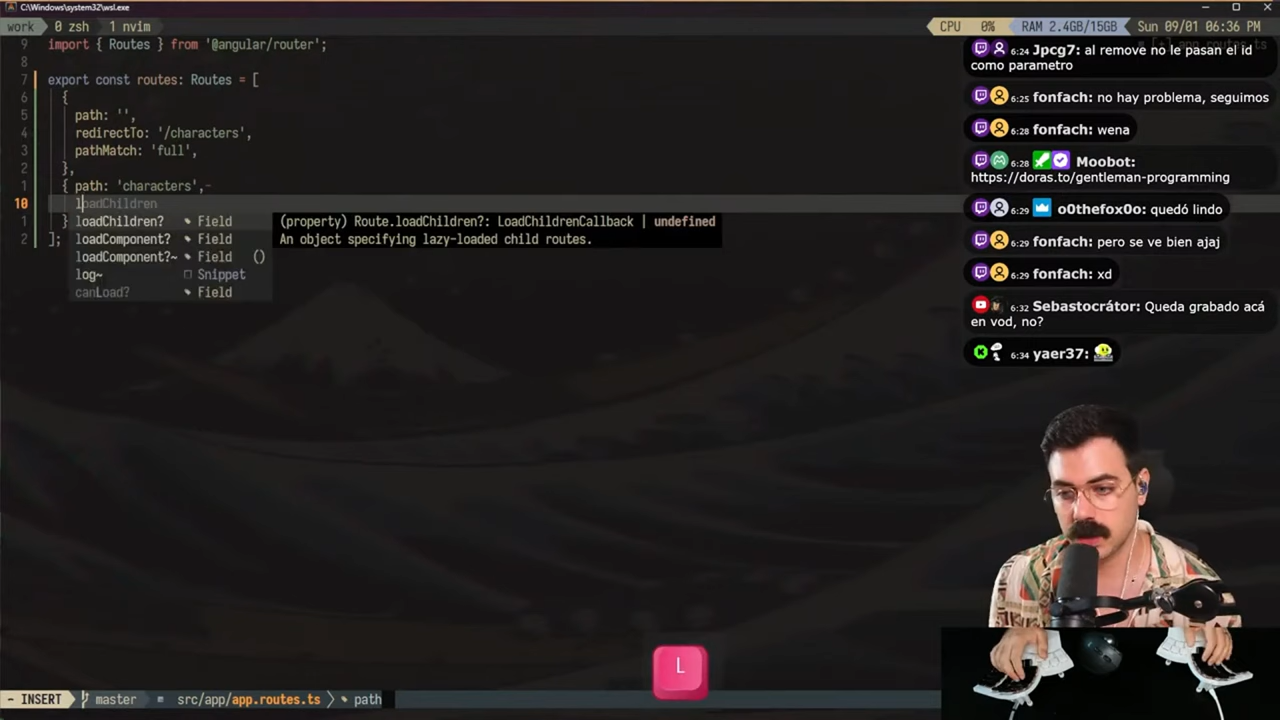 C:\Windows\system32\wsl.exe
work 0 zsh 1 nvim
CPU 0% RAM 2.4GB/15GB Sun 09/01 06:36 PM
9 import { Routes } from '@angular/router';
8
7 export const routes: Routes = [
6 {
5 path: '',
4 redirectTo: '/characters',
3 pathMatch: 'full',
2 },
1 { path: 'characters',~
10 loadChildren
1 }
2 ];
loadChildren? Field
loadComponent? Field
loadComponent?~ Field ()
log~ Snippet
canLoad? Field
(property) Route.loadChildren?: LoadChildrenCallback | undefined
An object specifying lazy-loaded child routes.
6:24 Jpcg7: al remove no le pasan el id
como parametro
6:25 fonfach: no hay problema, seguimos
6:28 fonfach: wena
6:28 Moobot:
https://doras.to/gentleman-programming
6:29 o0thefox0o: quedó lindo
6:29 fonfach: pero se ve bien ajaj
6:29 fonfach: xd
6:32 Sebastocrátor: Queda grabado acá
en vod, no?
6:34 yaer37:
L
- INSERT master src/app/app.routes.ts > path